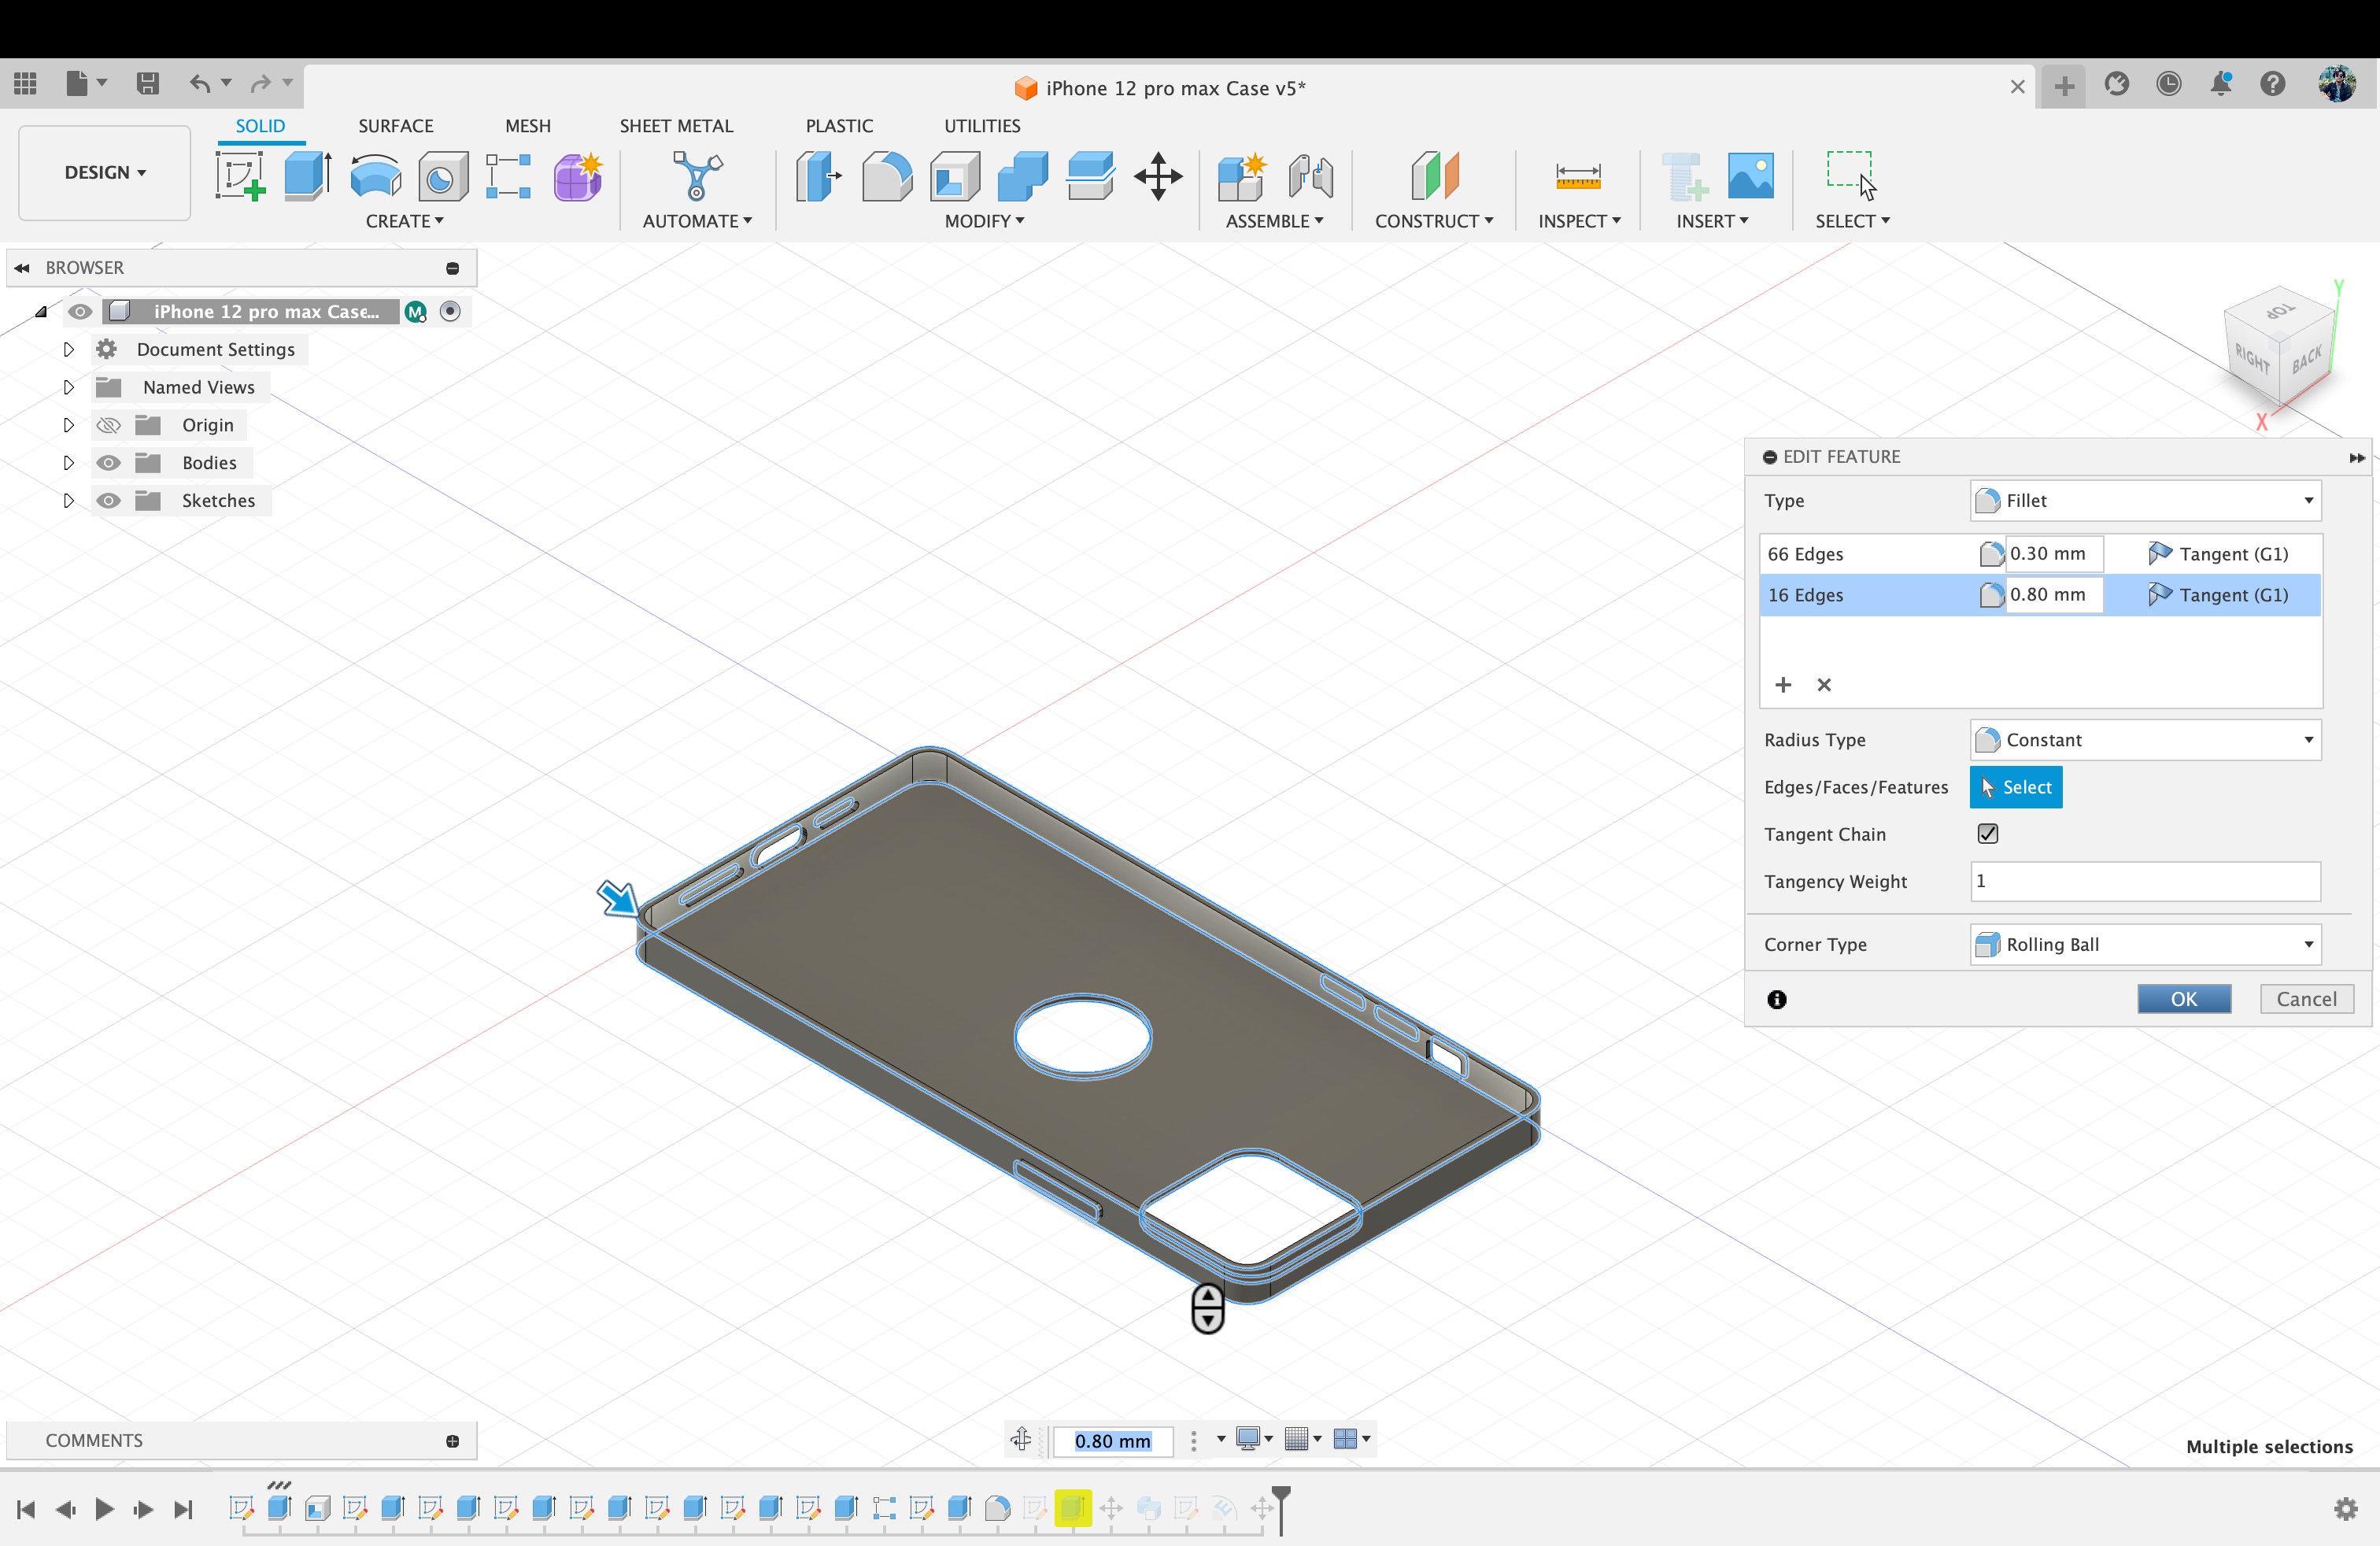 iPhone 12 pro max Case v5*
SOLID SURFACE MESH SHEET METAL PLASTIC UTILITIES
DESIGN
CREATE AUTOMATE MODIFY ASSEMBLE CONSTRUCT INSPECT INSERT SELECT
BROWSER
iPhone 12 pro max Case... M
Document Settings
Named Views
Origin
Bodies
Sketches
Y
TOP
RIGHT BACK
X
EDIT FEATURE
Type Fillet
66 Edges 0.30 mm Tangent (G1)
16 Edges 0.80 mm Tangent (G1)
Radius Type Constant
Edges/Faces/Features Select
Tangent Chain
Tangency Weight 1
Corner Type Rolling Ball
OK Cancel
COMMENTS
0.80 mm
Multiple selections